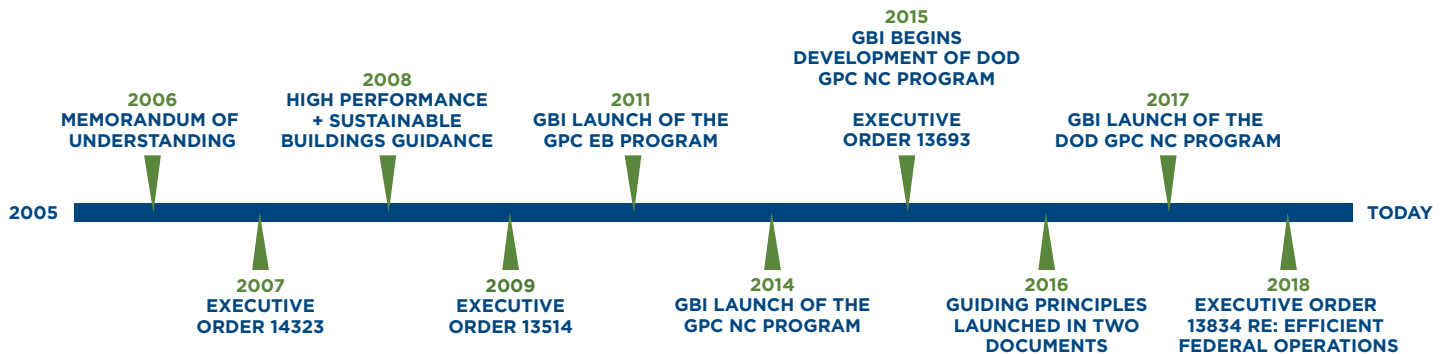 2005
2006
MEMORANDUM OF
UNDERSTANDING
2007
EXECUTIVE
ORDER 14323
2008
HIGH PERFORMANCE
+ SUSTAINABLE
BUILDINGS GUIDANCE
2009
EXECUTIVE
ORDER 13514
2011
GBI LAUNCH OF THE
GPC EB PROGRAM
2014
GBI LAUNCH OF THE
GPC NC PROGRAM
2015
GBI BEGINS
DEVELOPMENT OF DOD
GPC NC PROGRAM
EXECUTIVE
ORDER 13693
2016
GUIDING PRINCIPLES
LAUNCHED IN TWO
DOCUMENTS
2017
GBI LAUNCH OF THE
DOD GPC NC PROGRAM
2018
EXECUTIVE ORDER
13834 RE: EFFICIENT
FEDERAL OPERATIONS
TODAY